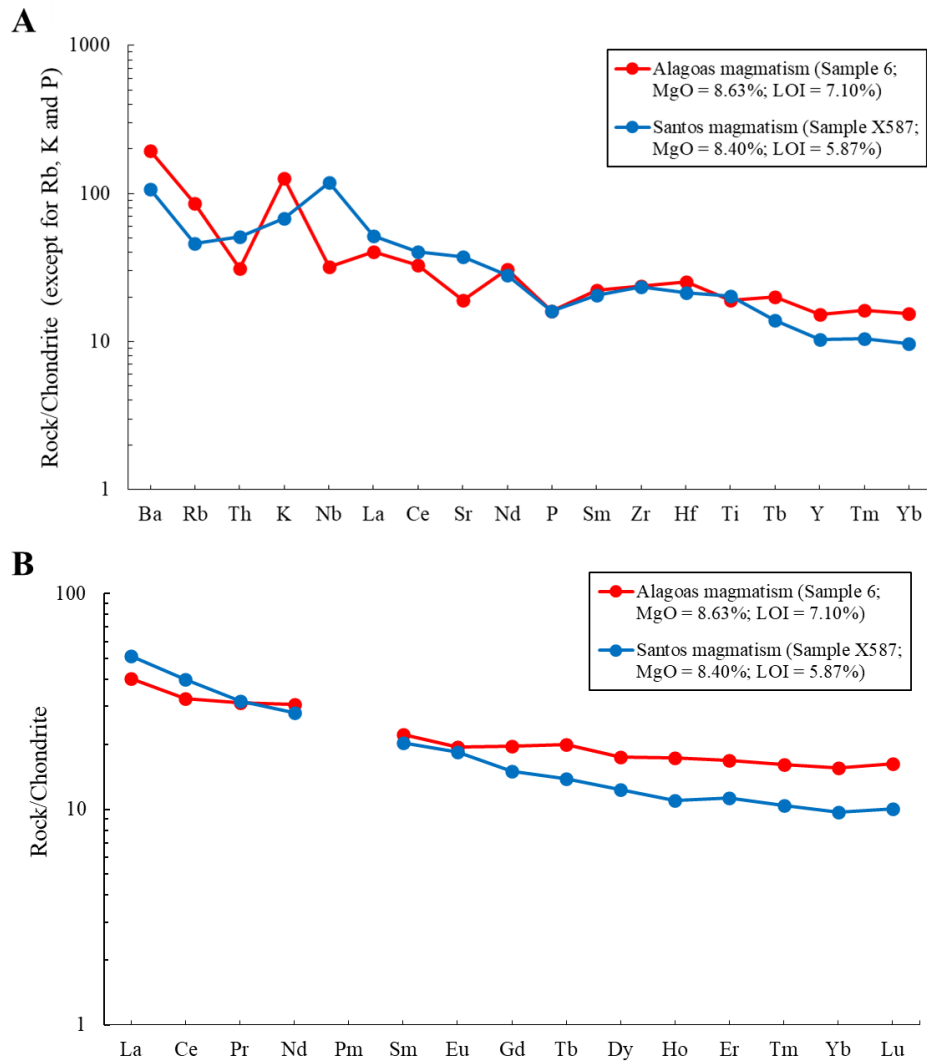 A
Rock/Chondrite (except for Rb, K and P)
1000
100
10
1
Alagoas magmatism (Sample 6;
MgO = 8.63%; LOI = 7.10%)
Santos magmatism (Sample X587;
MgO = 8.40%; LOI = 5.87%)
Ba Rb Th K Nb La Ce Sr Nd P Sm Zr Hf Ti Tb Y Tm Yb
B
Rock/Chondrite
100
10
1
Alagoas magmatism (Sample 6;
MgO = 8.63%; LOI = 7.10%)
Santos magmatism (Sample X587;
MgO = 8.40%; LOI = 5.87%)
La Ce Pr Nd Pm Sm Eu Gd Tb Dy Ho Er Tm Yb Lu